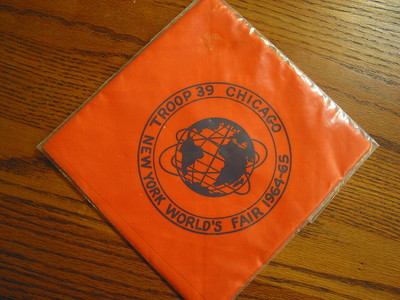 TROOP 39 CHICAGO
NEW YORK WORLD'S FAIR 1964-65